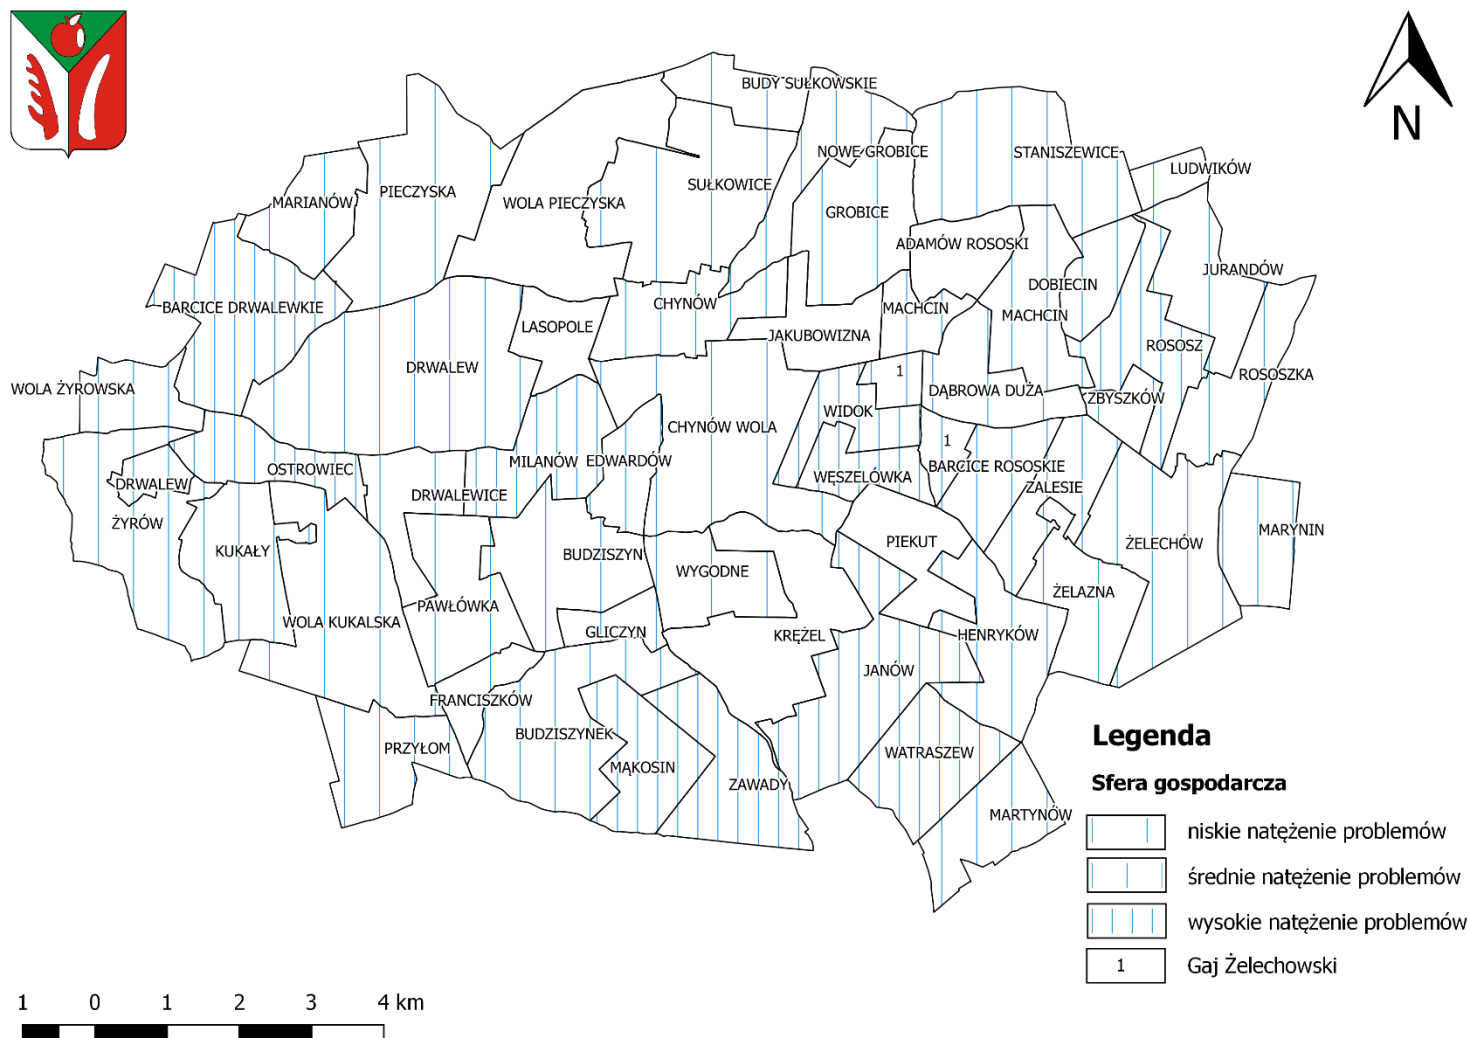 BUDY SUŁKOWSKIE
NOWE GROBICE
STANISZEWICE
LUDWIKÓW
PIECZYSKA
MARIANÓW
WOLA PIECZYSKA
SUŁKOWICE
GROBICE
ADAMÓW ROSOSKI
JURANDÓW
DOBIECIN
BARCICE DRWALEWKIE
CHYNÓW
MACHCIN
MACHCIN
LASOPOLE
JAKUBOWIZNA
ROSOSZ
DRWALEW
1
ROSOSZKA
WOLA ŻYROWSKA
DĄBROWA DUŻA
ZBYSZKÓW
WIDOK
CHYNÓW WOLA
1
MILANÓW
EDWARDÓW
OSTROWIEC
BARCICE ROSOSKIE
WĘSZELÓWKA
DRWALEW
DRWALEWICE
ZALESIE
ŻYRÓW
MARYNIN
PIEKUT
ŻELECHÓW
KUKAŁY
BUDZISZYN
WYGODNE
ŻELAZNA
PAWŁÓWKA
WOLA KUKALSKA
GLICZYN
KRĘŻEL
HENRYKÓW
JANÓW
FRANCISZKÓW
BUDZISZYNEK
PRZYŁOM
WATRASZEW
MĄKOSIN
ZAWADY
MARTYNÓW
N
Legenda
Sfera gospodarcza
niskie natężenie problemów
średnie natężenie problemów
wysokie natężenie problemów
1 Gaj Żelechowski
1 0 1 2 3 4 km